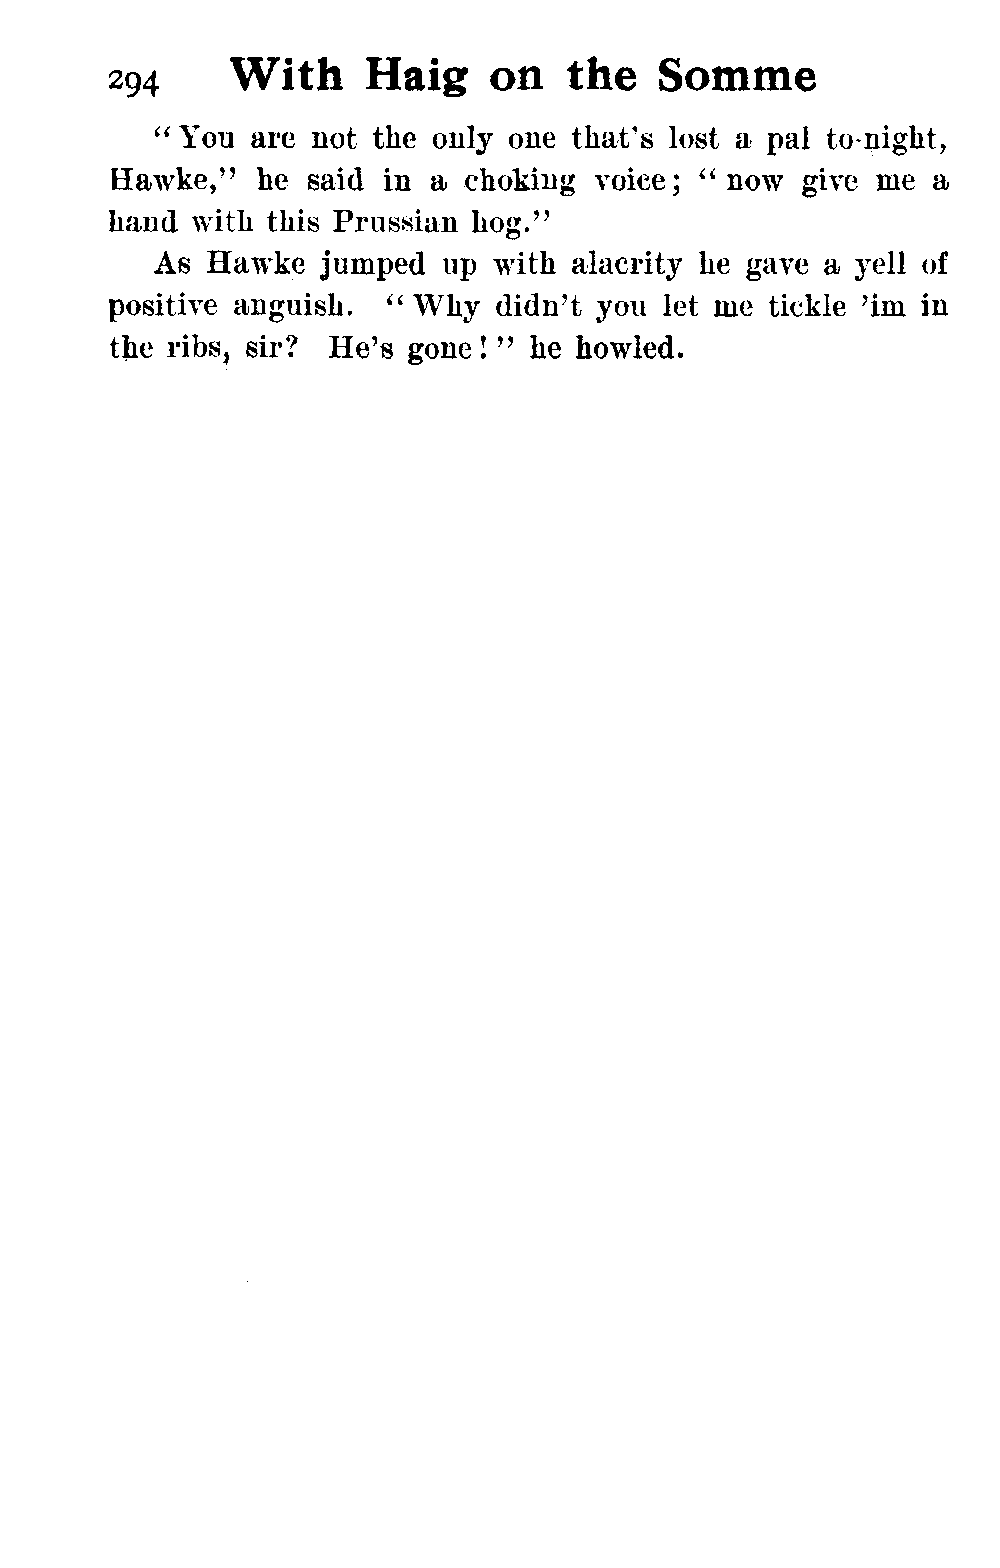 294 With Haig on the Somme
"You are not the only one that's lost a pal to-night,
Hawke," he said in a choking voice; "now give me a
hand with this Prussian hog."
As Hawke jumped up with alacrity he gave a yell of
positive anguish. "Why didn't you let me tickle 'im in
the ribs, sir? He's gone!" he howled.